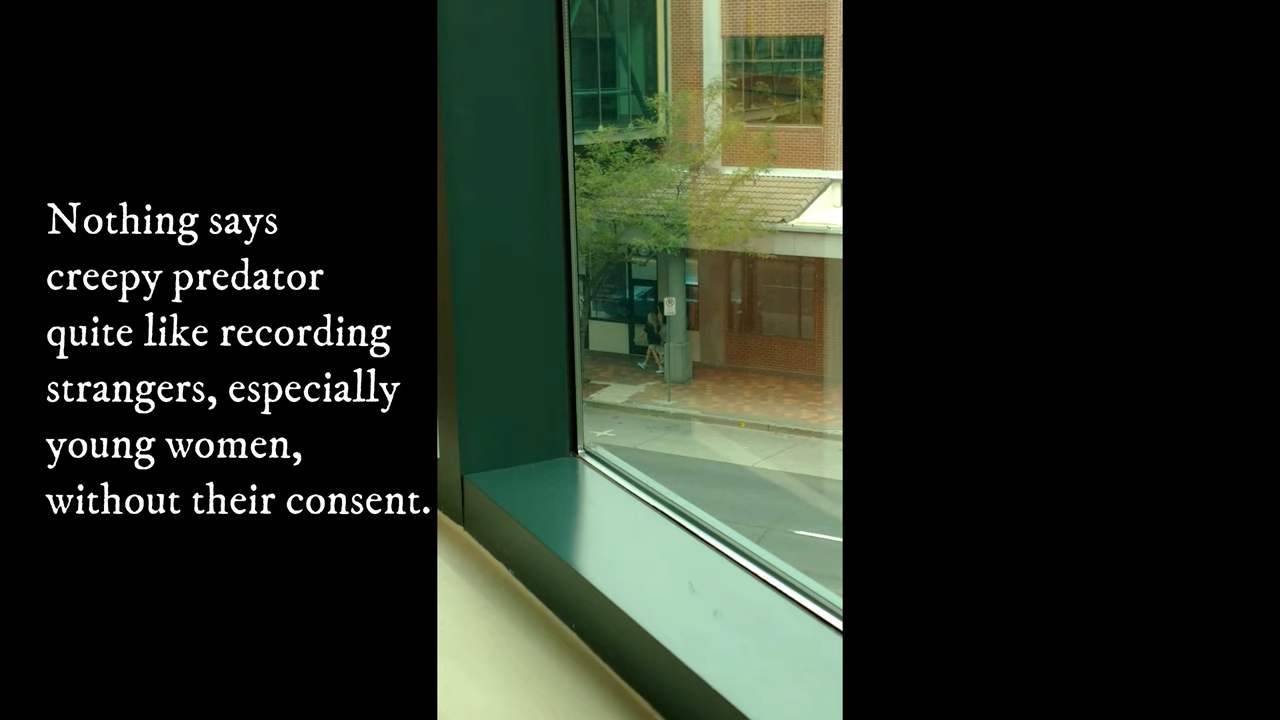 Nothing says
creepy predator
quite like recording
strangers, especially
young women,
without their consent.